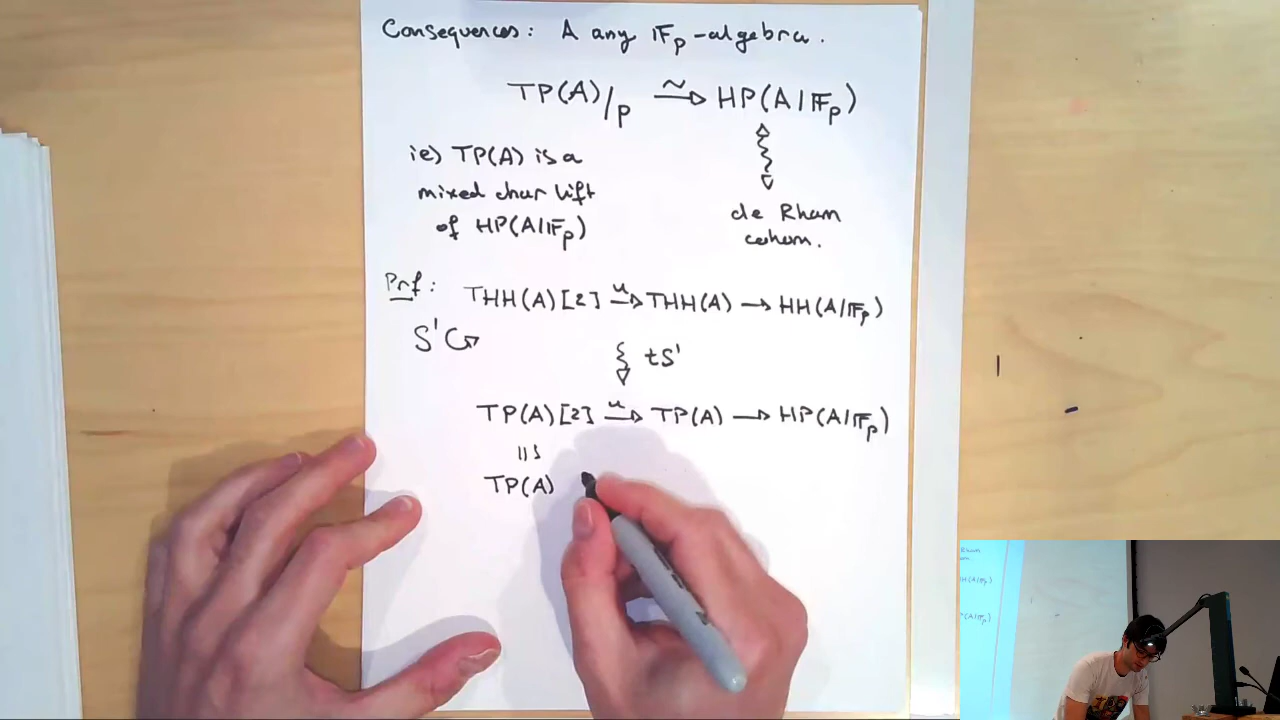 Consequences: A any 𝔽p-algebra.
TP(A)/p ⥲ HP(A|𝔽p)
ie) TP(A) is a
mixed char lift
of HP(A|𝔽p)
de Rham
cohom.
Prf: THH(A)[2] →ᵘ THH(A) → HH(A|𝔽p)
S¹
tS¹
TP(A)[2] →ᵘ TP(A) → HP(A|𝔽p)
TP(A)